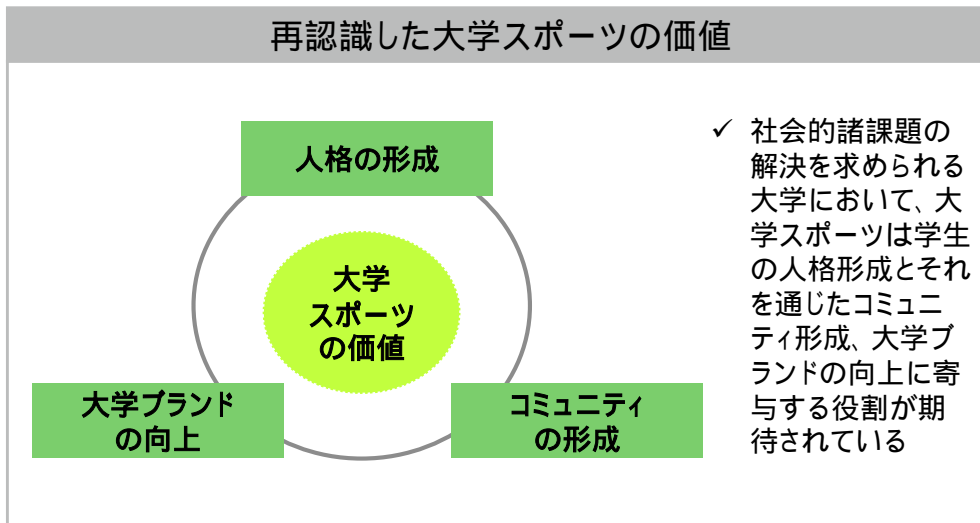 再認識した大学スポーツの価値
人格の形成
大学
スポーツ
の価値
大学ブランド
の向上
コミュニティ
の形成
✓ 社会的諸課題の
解決を求められる
大学において、大
学スポーツは学生
の人格形成とそれ
を通じたコミュニ
ティ形成、大学ブ
ランドの向上に寄
与する役割が期
待されている